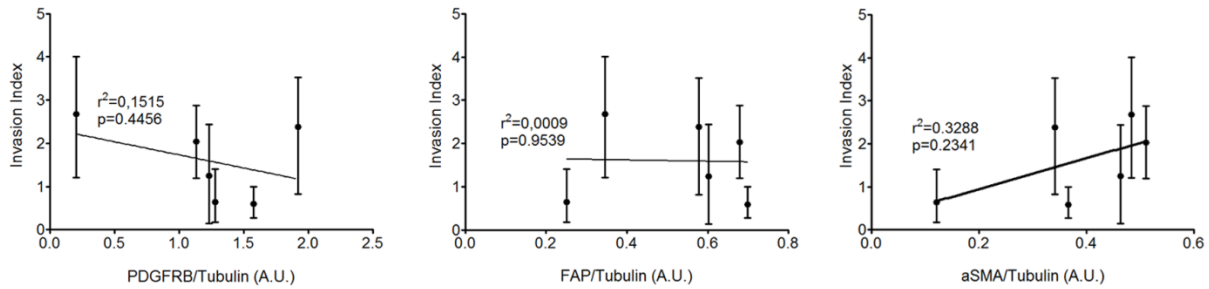 Invasion Index
5
4
3
2
1
0
r²=0,1515
p=0.4456
0.0 0.5 1.0 1.5 2.0 2.5
PDGFRB/Tubulin (A.U.)
Invasion Index
5
4
3
2
1
0
r²=0,0009
p=0.9539
0.0 0.2 0.4 0.6 0.8
FAP/Tubulin (A.U.)
Invasion Index
5
4
3
2
1
0
r²=0.3288
p=0.2341
0.0 0.2 0.4 0.6
aSMA/Tubulin (A.U.)